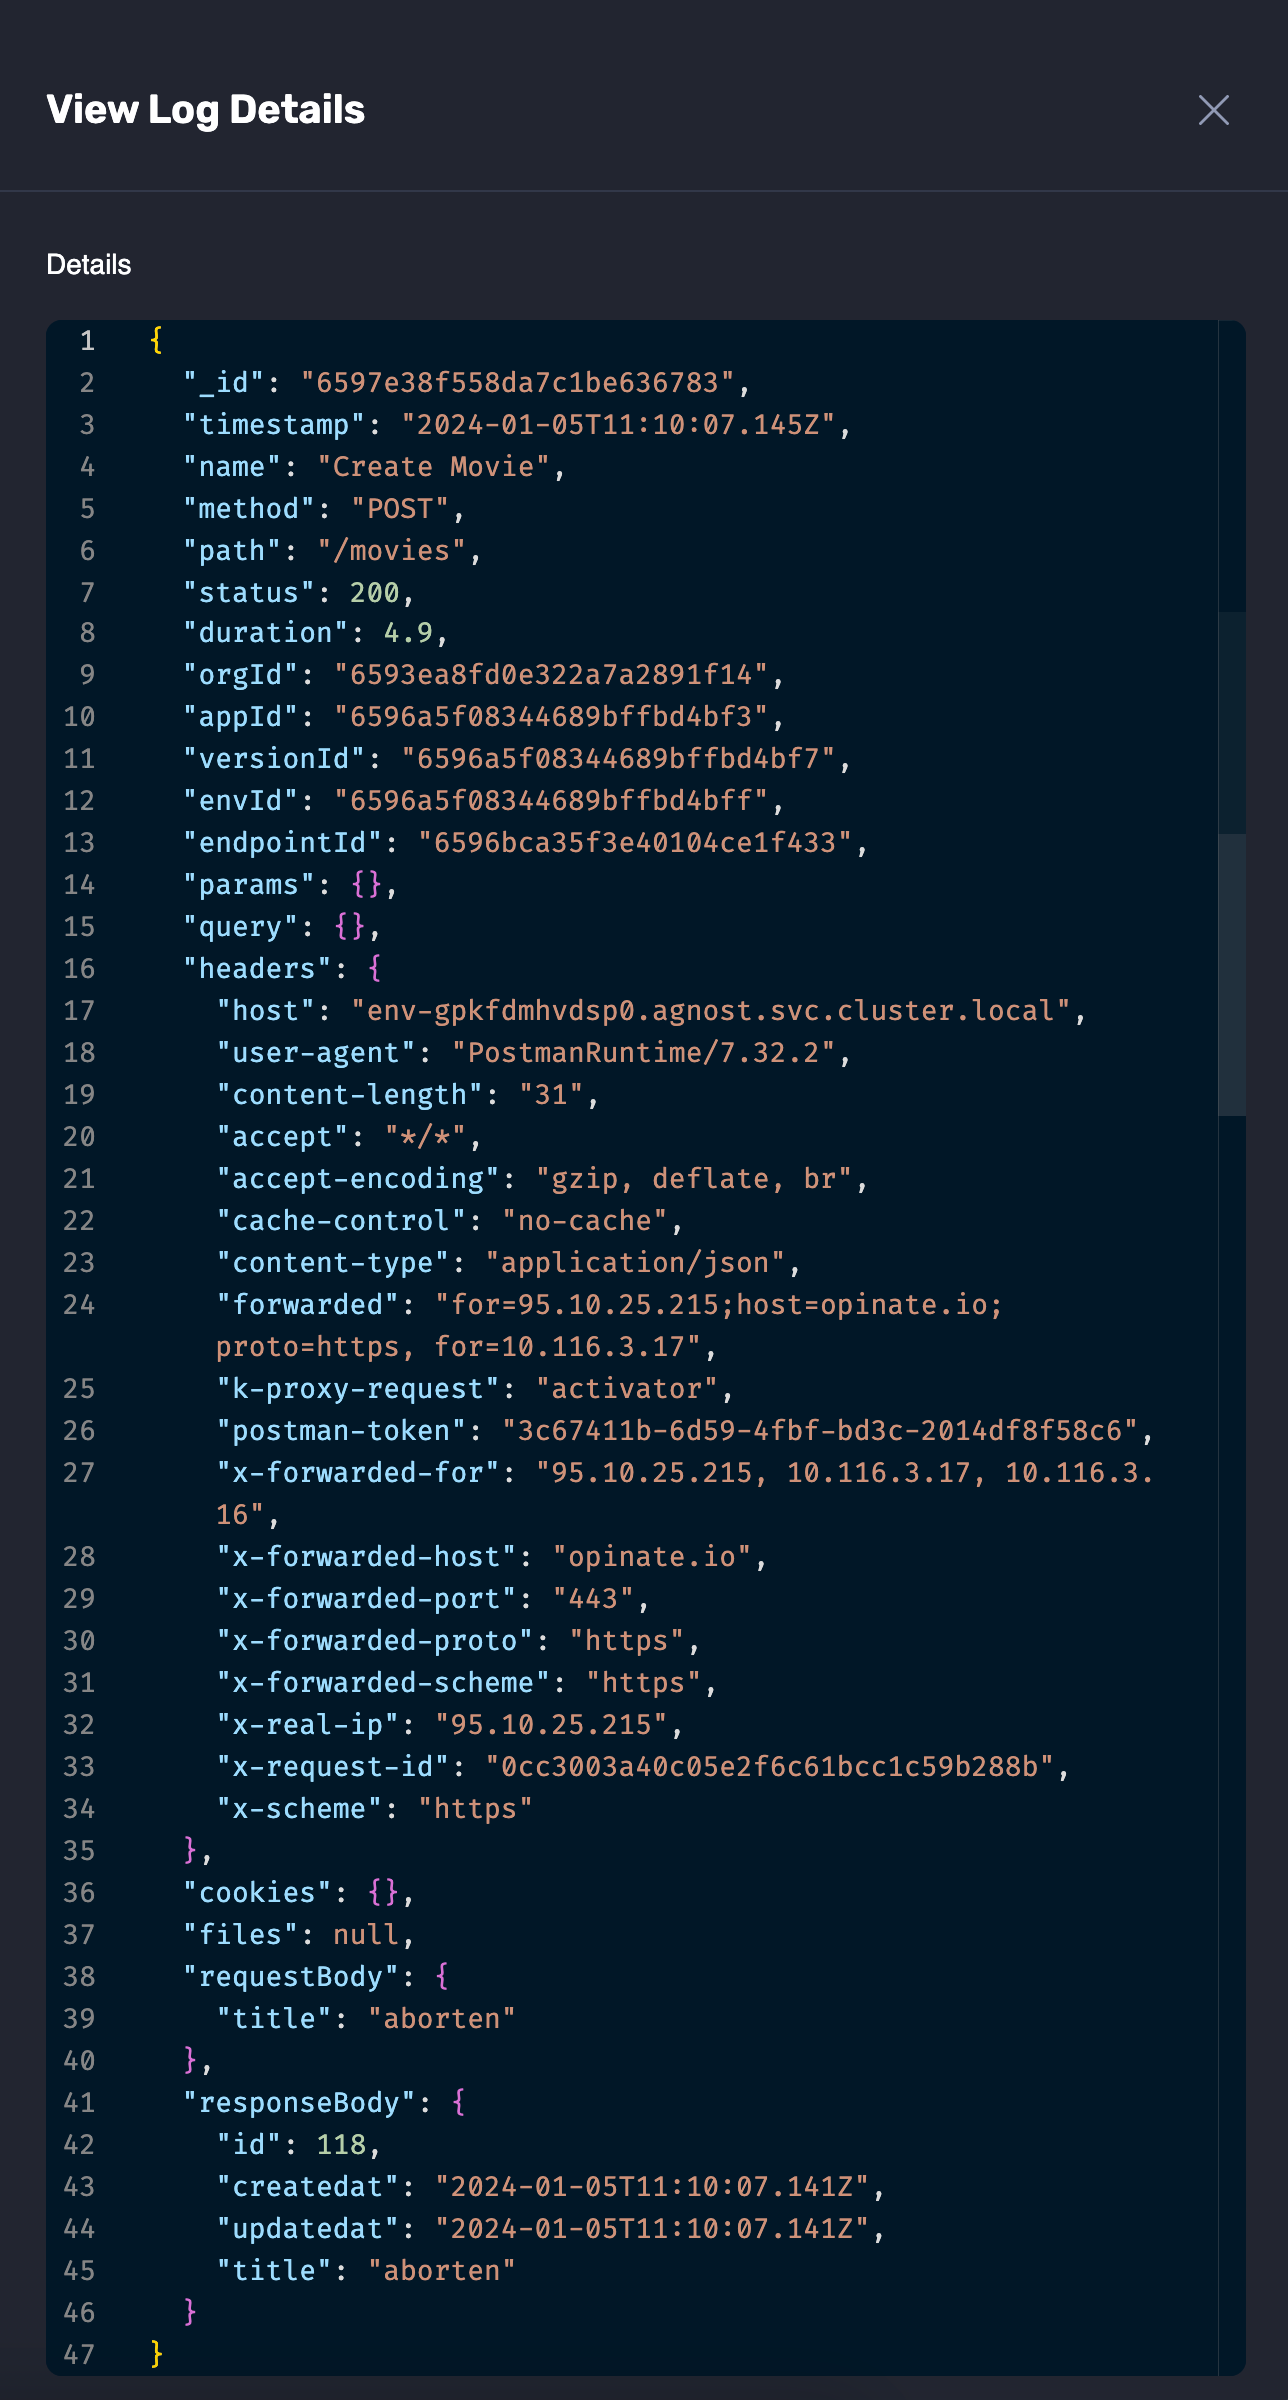 View Log Details
Details
1 {
2 "_id": "6597e38f558da7c1be636783",
3 "timestamp": "2024-01-05T11:10:07.145Z",
4 "name": "Create Movie",
5 "method": "POST",
6 "path": "/movies",
7 "status": 200,
8 "duration": 4.9,
9 "orgId": "6593ea8fd0e322a7a2891f14",
10 "appId": "6596a5f08344689bffbd4bf3",
11 "versionId": "6596a5f08344689bffbd4bf7",
12 "envId": "6596a5f08344689bffbd4bff",
13 "endpointId": "6596bca35f3e40104ce1f433",
14 "params": {},
15 "query": {},
16 "headers": {
17 "host": "env-gpkfdmhvdsp0.agnost.svc.cluster.local",
18 "user-agent": "PostmanRuntime/7.32.2",
19 "content-length": "31",
20 "accept": "*/*",
21 "accept-encoding": "gzip, deflate, br",
22 "cache-control": "no-cache",
23 "content-type": "application/json",
24 "forwarded": "for=95.10.25.215;host=opinate.io;
proto=https, for=10.116.3.17",
25 "k-proxy-request": "activator",
26 "postman-token": "3c67411b-6d59-4fbf-bd3c-2014df8f58c6",
27 "x-forwarded-for": "95.10.25.215, 10.116.3.17, 10.116.3.
16",
28 "x-forwarded-host": "opinate.io",
29 "x-forwarded-port": "443",
30 "x-forwarded-proto": "https",
31 "x-forwarded-scheme": "https",
32 "x-real-ip": "95.10.25.215",
33 "x-request-id": "0cc3003a40c05e2f6c61bcc1c59b288b",
34 "x-scheme": "https"
35 },
36 "cookies": {},
37 "files": null,
38 "requestBody": {
39 "title": "aborten"
40 },
41 "responseBody": {
42 "id": 118,
43 "createdat": "2024-01-05T11:10:07.141Z",
44 "updatedat": "2024-01-05T11:10:07.141Z",
45 "title": "aborten"
46 }
47 }